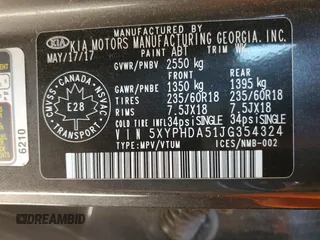 MANUFACTURED BY
KIA KIA MOTORS MANUFACTURING GEORGIA, INC.
MAY/17/17 PAINT ABT TRIM WK
GVWR/PNBV 2550 kg
GAWR/PNBE 1350 kg 1395 kg
TIRES 235/60R18 235/60R18
RIMS 7.5JX18 7.5JX18
COLD TIRE INFL 34psi SINGLE 34psi SINGLE
VIN 5XYPHDA51JG354324
TYPE:MPV/VTUM ICES/NMB-002
CANADA
CMVSS
NSVAC
TRANSPORT
E28
6210
DREAMBID